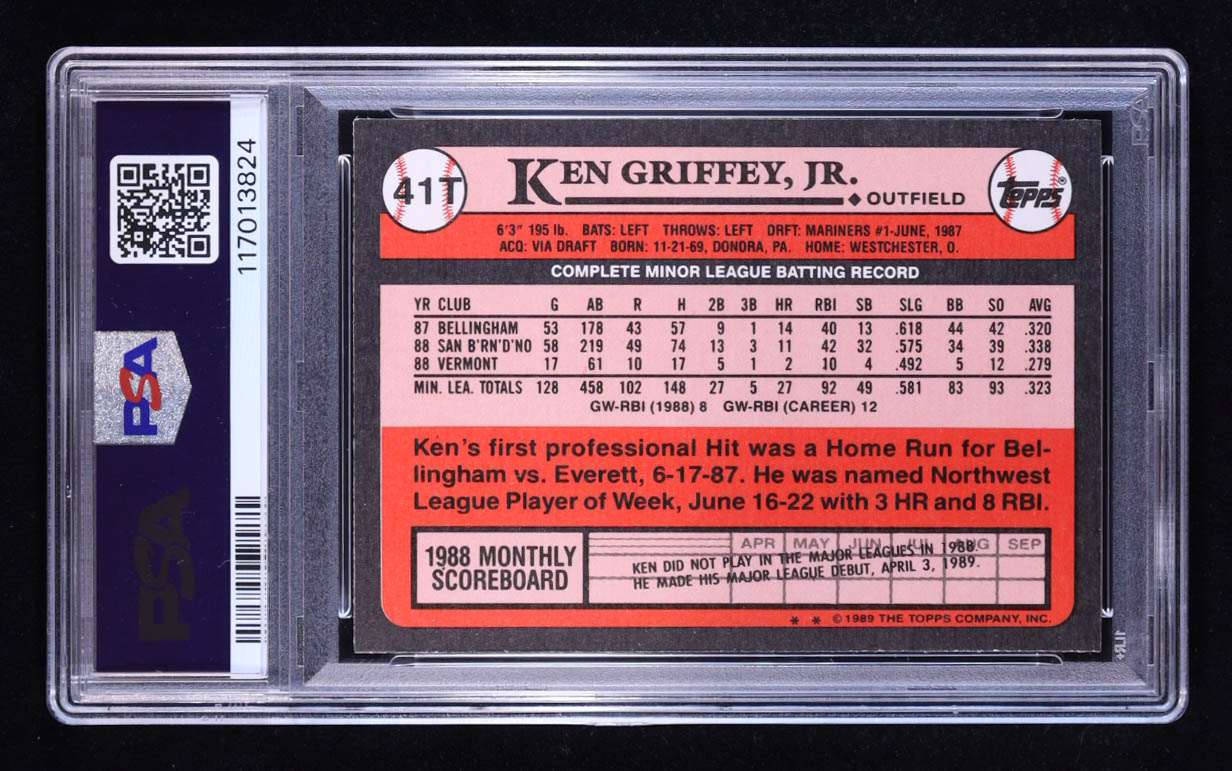 41T
KEN GRIFFEY, JR.
◆ OUTFIELD
TOPPS®
6'3" 195 lb. BATS: LEFT THROWS: LEFT DRFT: MARINERS #1-JUNE, 1987
ACQ: VIA DRAFT BORN: 11-21-69, DONORA, PA. HOME: WESTCHESTER, O.
COMPLETE MINOR LEAGUE BATTING RECORD
YR CLUB G AB R H 2B 3B HR RBI SB SLG BB SO AVG
87 BELLINGHAM 53 178 43 57 9 1 14 40 13 .618 44 42 .320
88 SAN B'RN'D'NO 58 219 49 74 13 3 11 42 32 .575 34 39 .338
88 VERMONT 17 61 10 17 5 1 2 10 4 .492 5 12 .279
MIN. LEA. TOTALS 128 458 102 148 27 5 27 92 49 .581 83 93 .323
GW-RBI (1988) 8 GW-RBI (CAREER) 12
Ken's first professional Hit was a Home Run for Bel-
lingham vs. Everett, 6-17-87. He was named Northwest
League Player of Week, June 16-22 with 3 HR and 8 RBI.
1988 MONTHLY
SCOREBOARD
APR MAY JUN JUL AUG SEP
KEN DID NOT PLAY IN THE MAJOR LEAGUES IN 1988.
HE MADE HIS MAJOR LEAGUE DEBUT, APRIL 3, 1989.
* * © 1989 THE TOPPS COMPANY, INC.
117013824
PSA
PSA